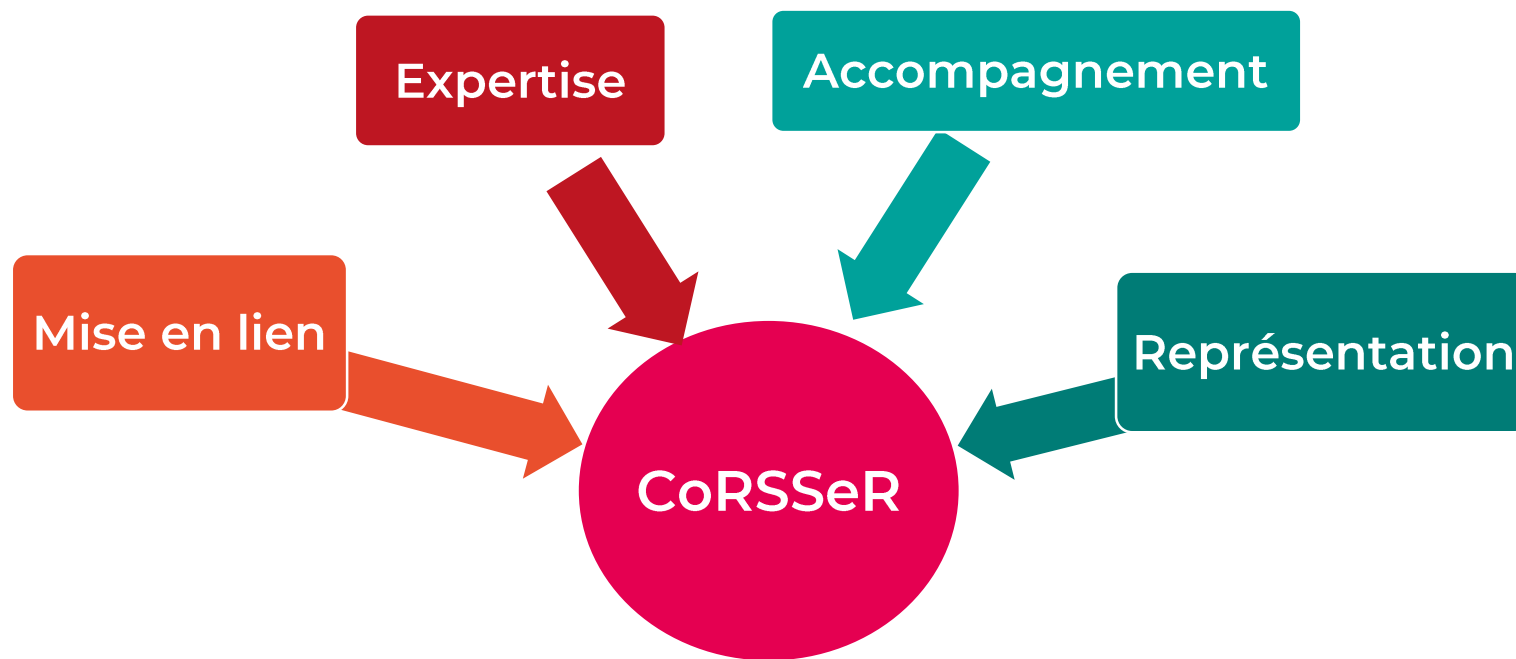 Expertise
Accompagnement
Mise en lien
Représentation
CoRSSeR